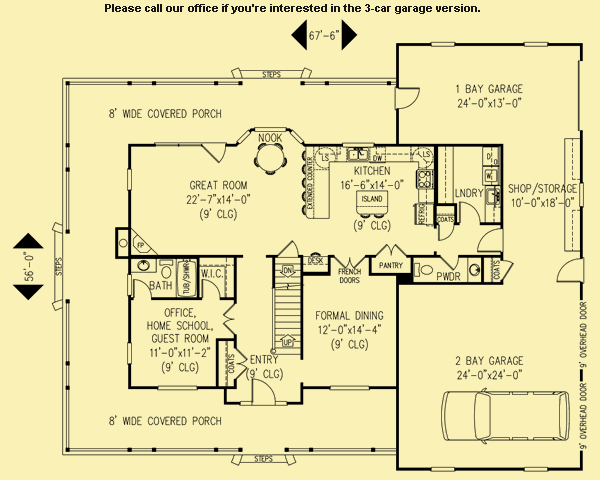 Please call our office if you're interested in the 3-car garage version.
67'-6"
STEPS
8' WIDE COVERED PORCH
1 BAY GARAGE
24'-0"x13'-0"
NOOK
KITCHEN
16'-6"x14'-0"
ISLAND
(9' CLG)
DW
LS
LS
EXTENDED COUNTER
REFRIG
GREAT ROOM
22'-7"x14'-0"
(9' CLG)
FP
D
W
LNDRY
COATS
SHOP/STORAGE
10'-0"x18'-0"
56'-0"
STEPS
BATH
TUB/SHWR
W.I.C.
DN
UP
FRENCH
DOORS
PANTRY
PWDR
COATS
OFFICE,
HOME SCHOOL,
GUEST ROOM
11'-0"x11'-2"
(9' CLG)
COATS
ENTRY
(9' CLG)
FORMAL DINING
12'-0"x14'-4"
(9' CLG)
2 BAY GARAGE
24'-0"x24'-0"
9' OVERHEAD DOOR
9' OVERHEAD DOOR
8' WIDE COVERED PORCH
STEPS